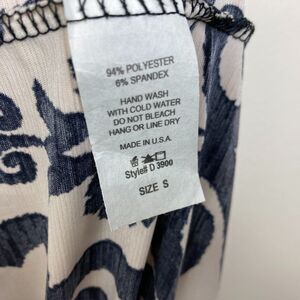 94% POLYESTER
6% SPANDEX
HAND WASH
WITH COLD WATER
DO NOT BLEACH
HANG OR LINE DRY
MADE IN U.S.A.
Style# D 3900
SIZE S